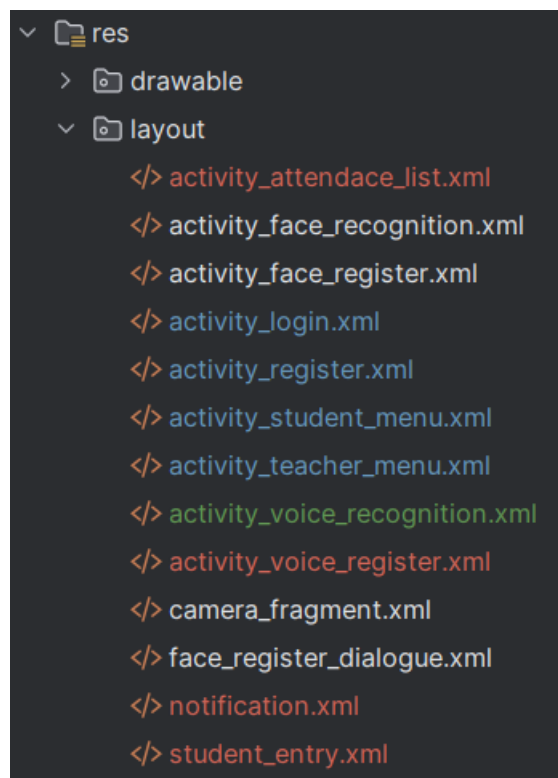 res
drawable
layout
</> activity_attendace_list.xml
</> activity_face_recognition.xml
</> activity_face_register.xml
</> activity_login.xml
</> activity_register.xml
</> activity_student_menu.xml
</> activity_teacher_menu.xml
</> activity_voice_recognition.xml
</> activity_voice_register.xml
</> camera_fragment.xml
</> face_register_dialogue.xml
</> notification.xml
</> student_entry.xml